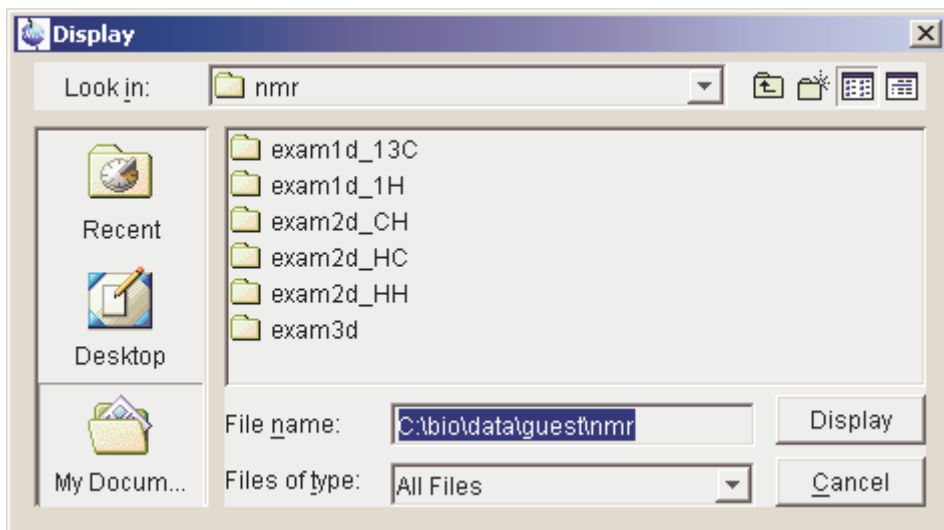 Display
Look in:
nmr
exam1d_13C
exam1d_1H
exam2d_CH
exam2d_HC
exam2d_HH
exam3d
Recent
Desktop
My Docum...
File name:
C:\bio\data\guest\nmr
Display
Files of type:
All Files
Cancel